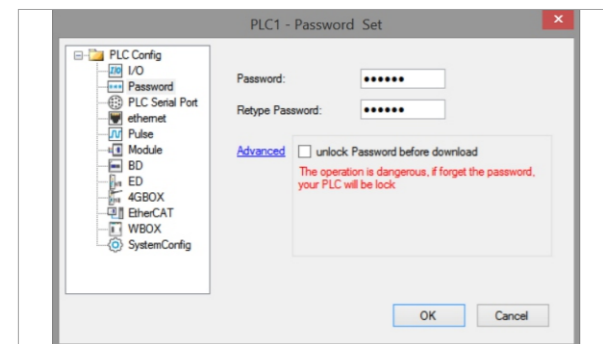 PLC1 - Password Set
PLC Config
I/O
Password
PLC Serial Port
ethernet
Pulse
Module
BD
ED
4GBOX
EtherCAT
WBOX
SystemConfig
Password: ••••••
Retype Password: ••••••
Advanced
unlock Password before download
The operation is dangerous, if forget the password,
your PLC will be lock
OK Cancel